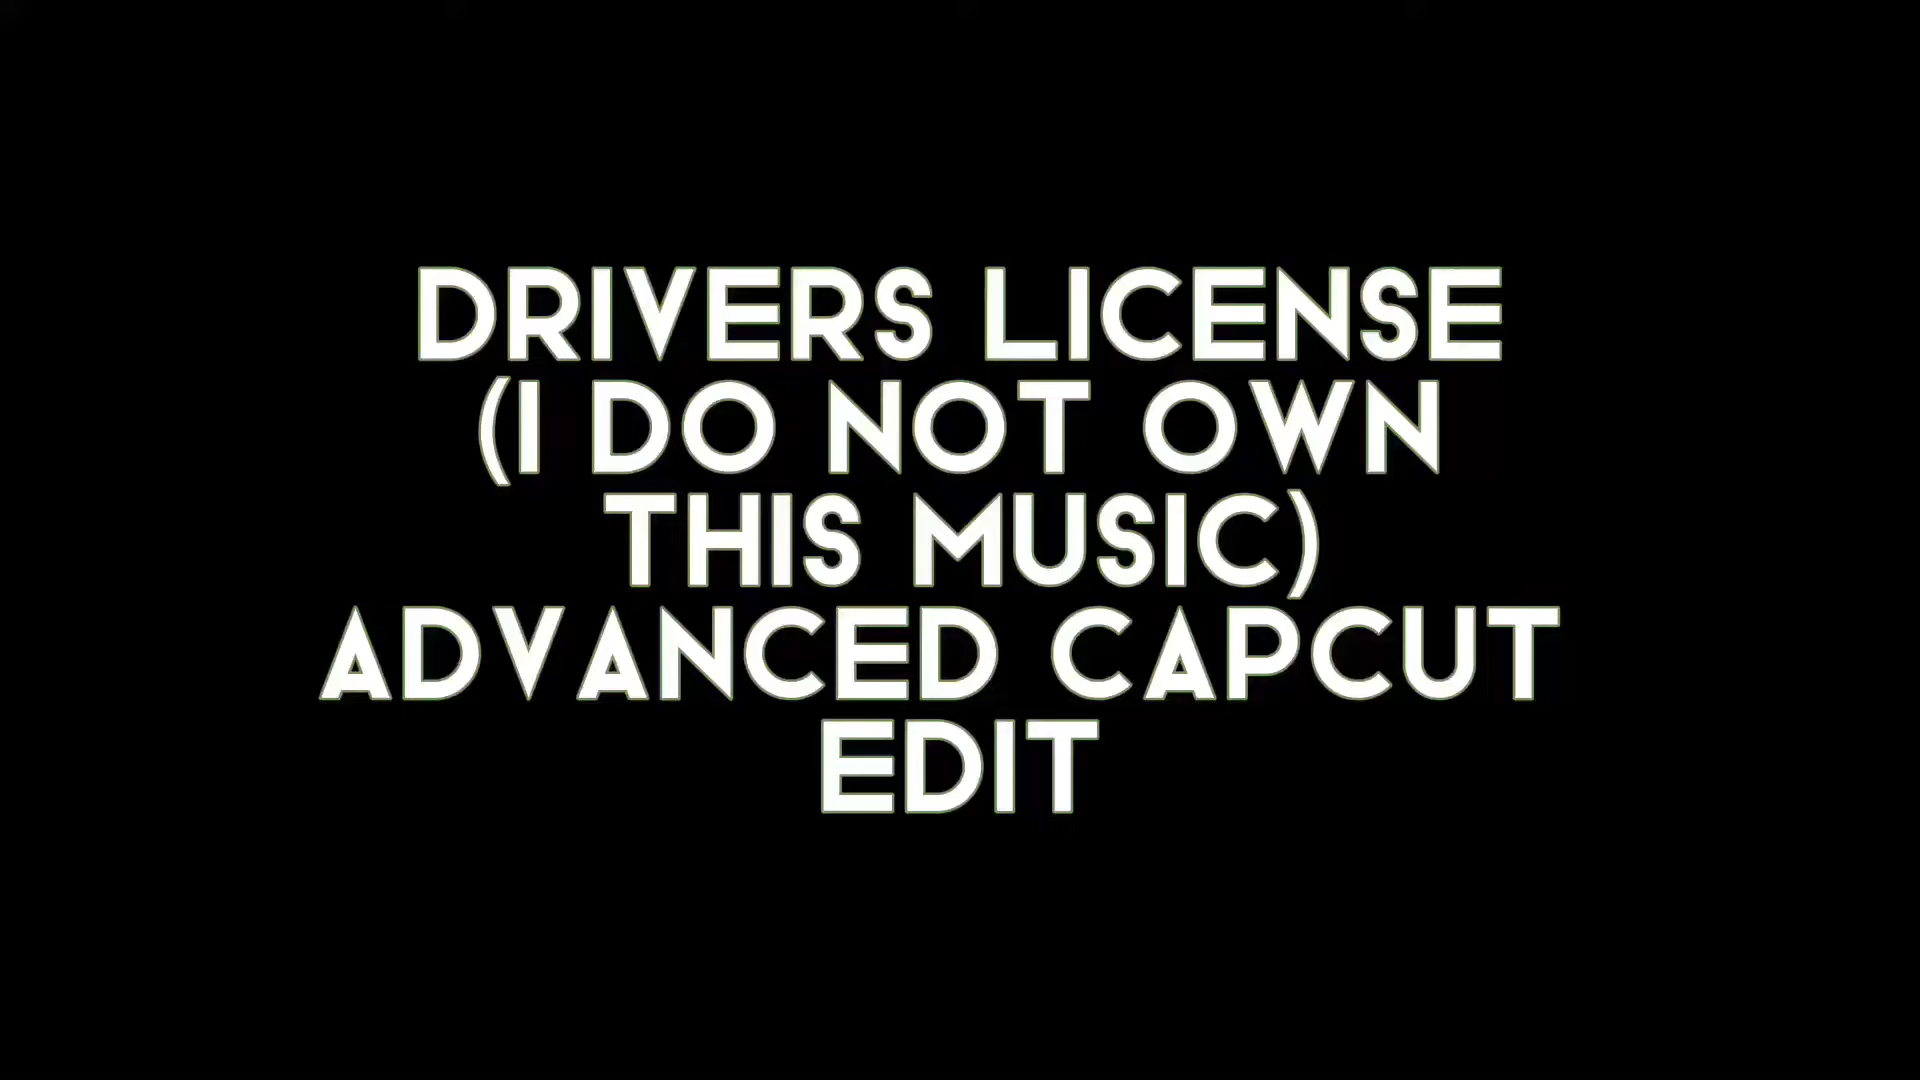 DRIVERS LICENSE
(I DO NOT OWN
THIS MUSIC)
ADVANCED CAPCUT
EDIT